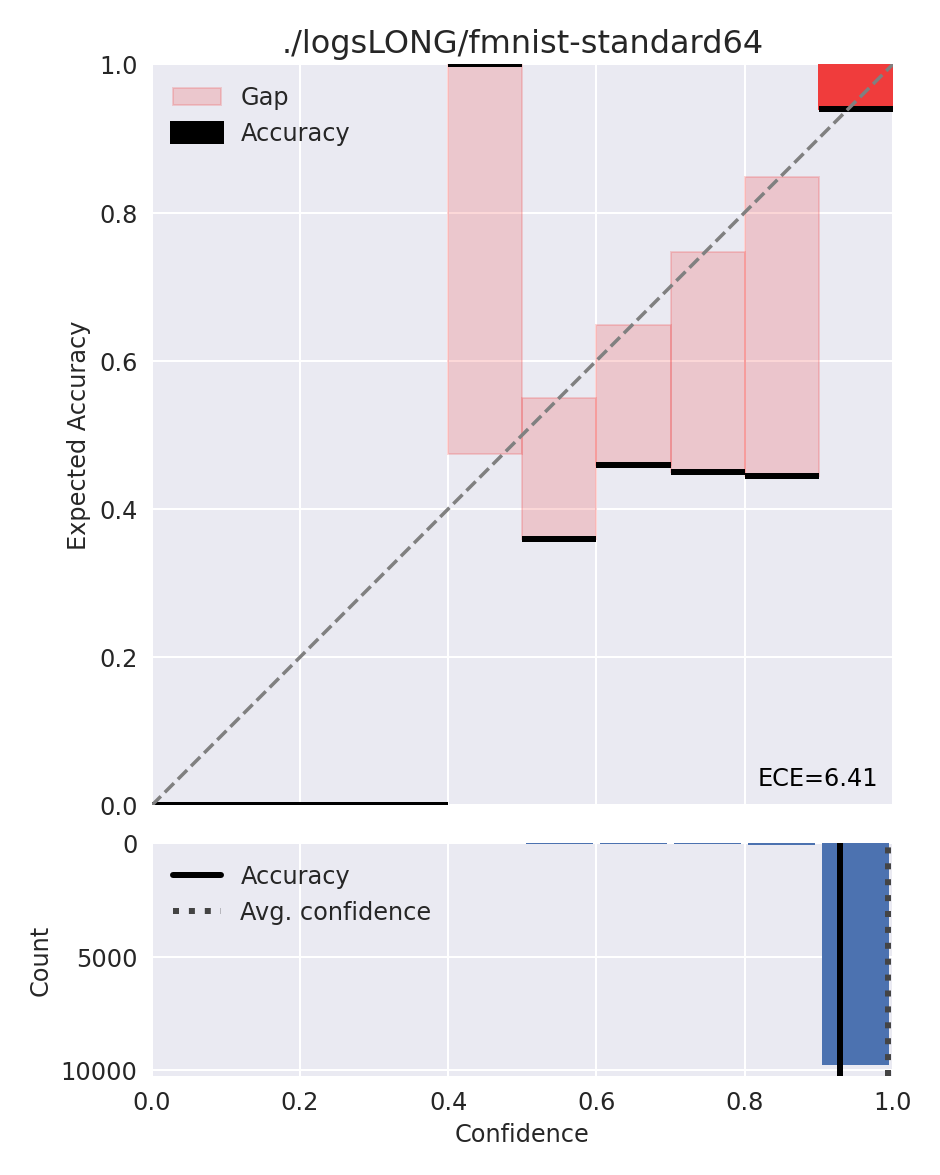 ./logsLONG/fmnist-standard64
1.0
Gap
Accuracy
0.8
0.6
Expected Accuracy
0.4
0.2
ECE=6.41
0.0
0
Accuracy
Avg. confidence
Count
5000
10000
0.0 0.2 0.4 0.6 0.8 1.0
Confidence